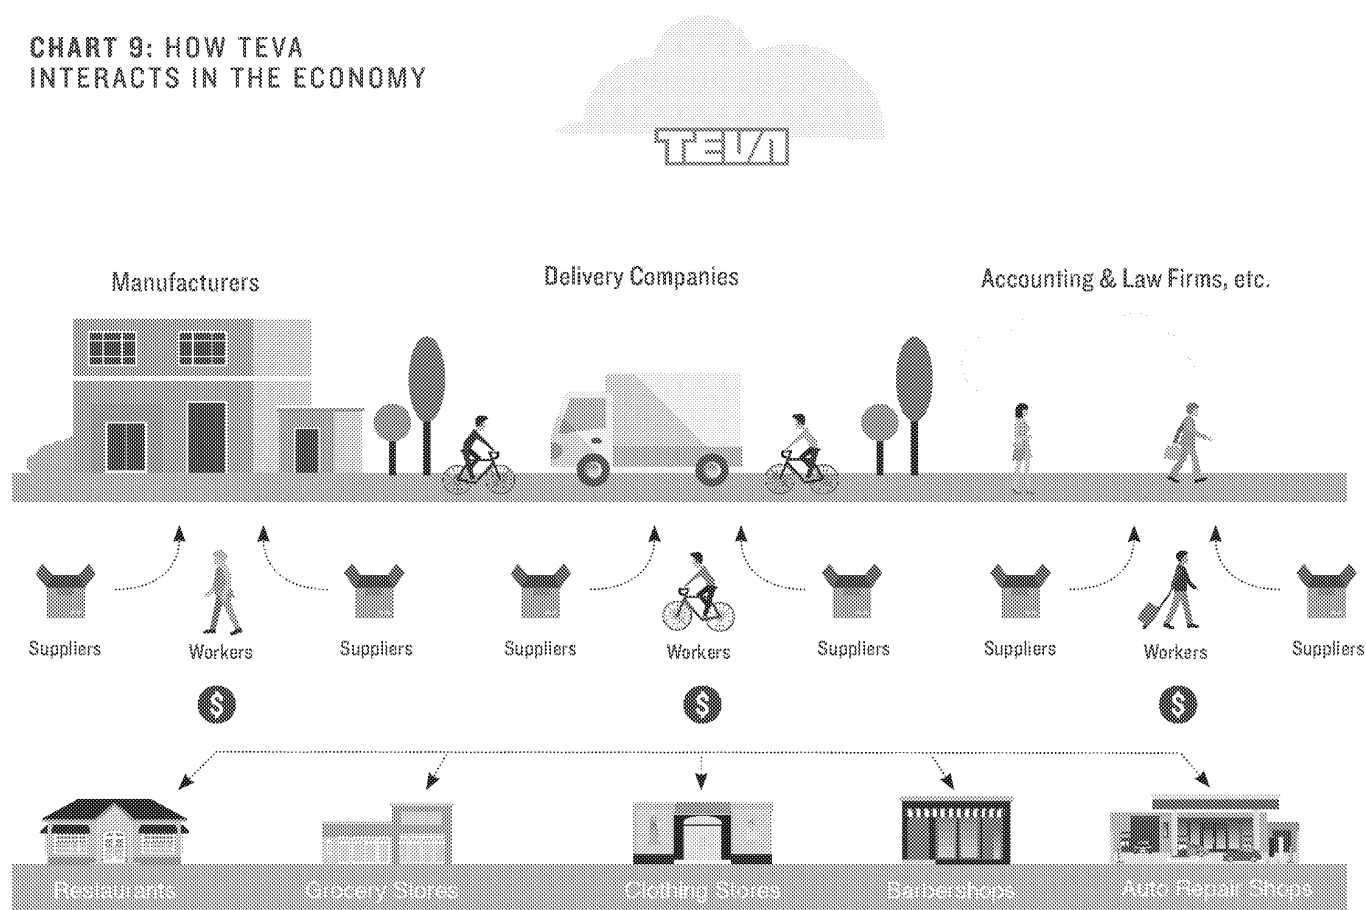 CHART 9: HOW TEVA
INTERACTS IN THE ECONOMY
TEVA
Manufacturers
Delivery Companies
Accounting & Law Firms, etc.
Suppliers
Workers
Suppliers
Suppliers
Workers
Suppliers
Suppliers
Workers
Suppliers
$
$
$
Restaurants
Grocery Stores
Clothing Stores
Barbershops
Auto Repair Shops